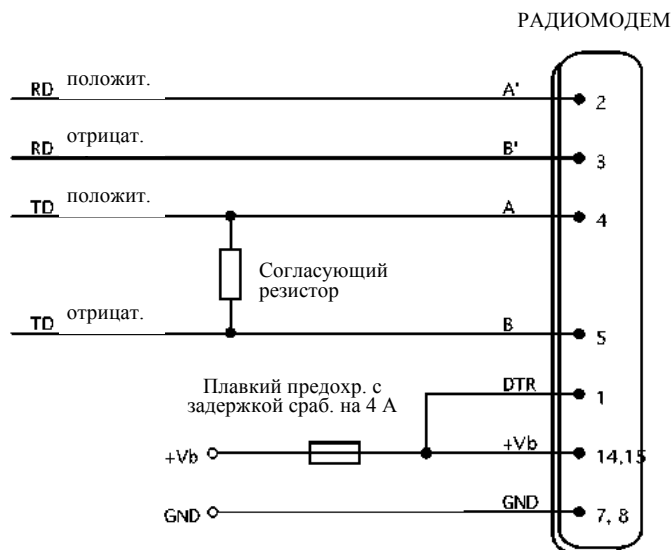 РАДИОМОДЕМ
RD положит. A' 2
RD отрицат. B' 3
TD положит. A 4
Согласующий
резистор
TD отрицат. B 5
Плавкий предохр. с
задержкой сраб. на 4 А
DTR 1
+Vb +Vb 14,15
GND GND 7, 8